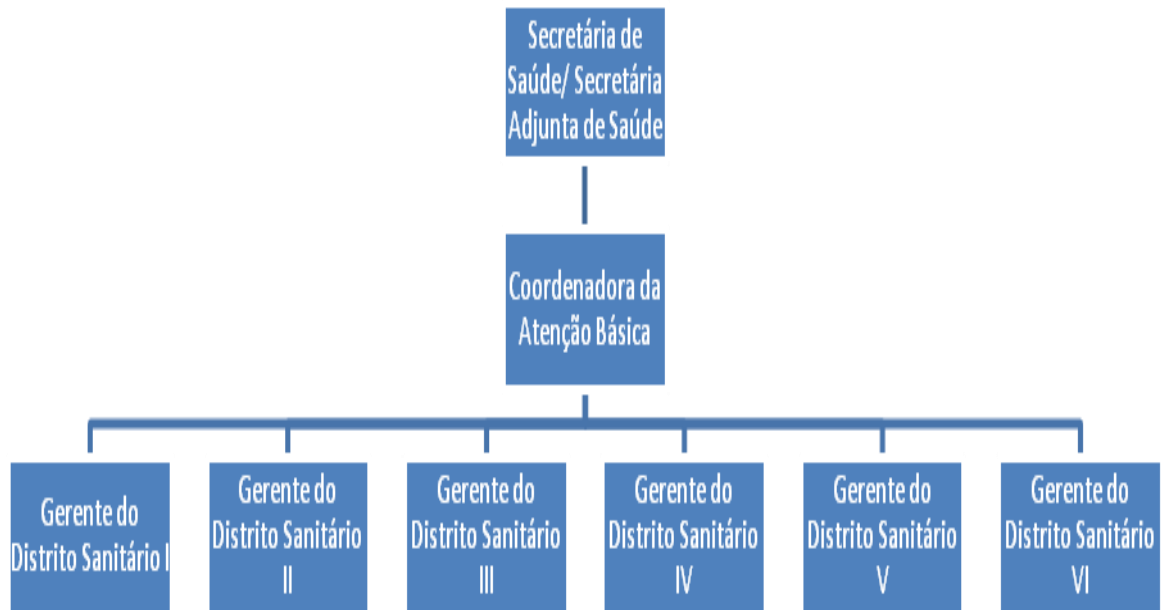 Secretária de
Saúde/ Secretária
Adjunta de Saúde
Coordenadora da
Atenção Básica
Gerente do
Distrito Sanitário I
Gerente do
Distrito Sanitário
II
Gerente do
Distrito Sanitário
III
Gerente do
Distrito Sanitário
IV
Gerente do
Distrito Sanitário
V
Gerente do
Distrito Sanitário
VI